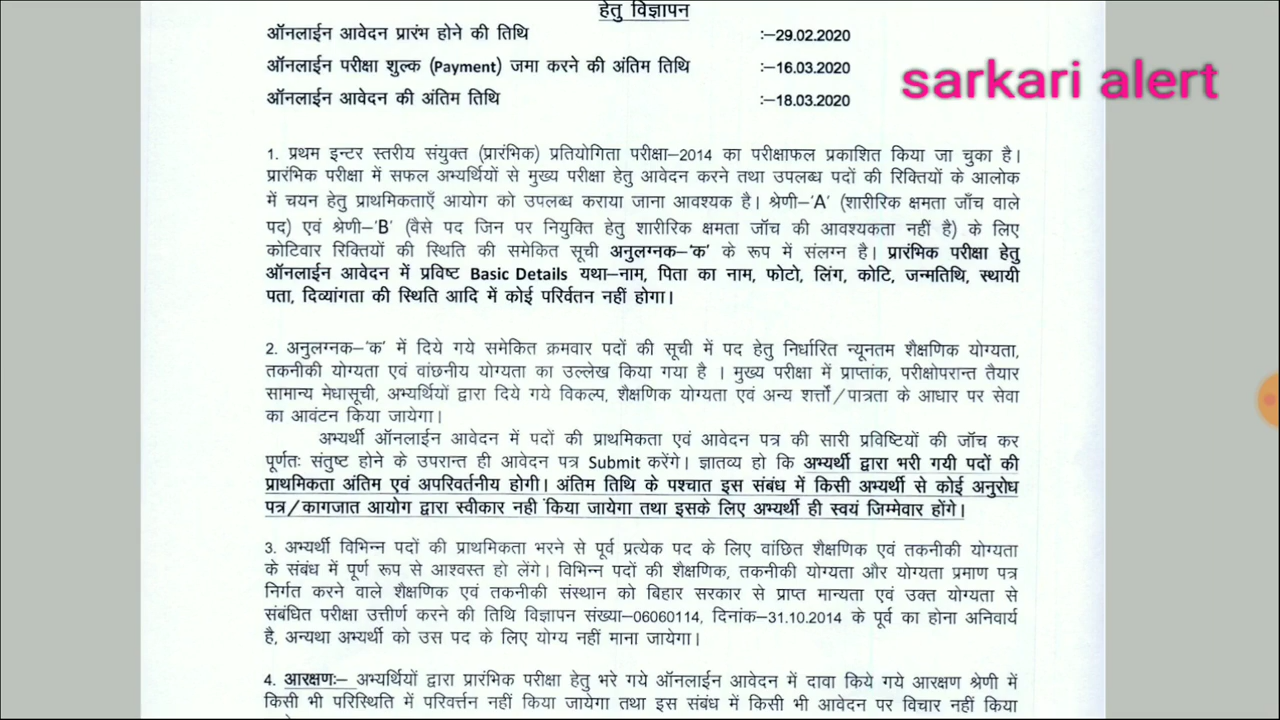 हेतु विज्ञापन
ऑनलाईन आवेदन प्रारंभ होने की तिथि :–29.02.2020
ऑनलाईन परीक्षा शुल्क (Payment) जमा करने की अंतिम तिथि :–16.03.2020
ऑनलाईन आवेदन की अंतिम तिथि :–18.03.2020
sarkari alert
1. प्रथम इन्टर स्तरीय संयुक्त (प्रारंभिक) प्रतियोगिता परीक्षा–2014 का परीक्षाफल प्रकाशित किया जा चुका है।
प्रारंभिक परीक्षा में सफल अभ्यर्थियों से मुख्य परीक्षा हेतु आवेदन करने तथा उपलब्ध पदों की रिक्तियों के आलोक
में चयन हेतु प्राथमिकताएँ आयोग को उपलब्ध कराया जाना आवश्यक है। श्रेणी–'A' (शारीरिक क्षमता जाँच वाले
पद) एवं श्रेणी–'B' (वैसे पद जिन पर नियुक्ति हेतु शारीरिक क्षमता जॉच की आवश्यकता नहीं है) के लिए
कोटिवार रिक्तियों की स्थिति की समेकित सूची अनुलग्नक–'क' के रूप में संलग्न है। प्रारंभिक परीक्षा हेतु
ऑनलाईन आवेदन में प्रविष्ट Basic Details यथा–नाम, पिता का नाम, फोटो, लिंग, कोटि, जन्मतिथि, स्थायी
पता, दिव्यांगता की स्थिति आदि में कोई परिर्वतन नहीं होगा।
2. अनुलग्नक–'क' में दिये गये समेकित क्रमवार पदों की सूची में पद हेतु निर्धारित न्यूनतम शैक्षणिक योग्यता,
तकनीकी योग्यता एवं वांछनीय योग्यता का उल्लेख किया गया है । मुख्य परीक्षा में प्राप्तांक, परीक्षोपरान्त तैयार
सामान्य मेधासूची, अभ्यर्थियों द्वारा दिये गये विकल्प, शैक्षणिक योग्यता एवं अन्य शर्त्तों/पात्रता के आधार पर सेवा
का आवंटन किया जायेगा।
अभ्यर्थी ऑनलाईन आवेदन में पदों की प्राथमिकता एवं आवेदन पत्र की सारी प्रविष्टियों की जॉच कर
पूर्णतः संतुष्ट होने के उपरान्त ही आवेदन पत्र Submit करेंगे। ज्ञातव्य हो कि अभ्यर्थी द्वारा भरी गयी पदों की
प्राथमिकता अंतिम एवं अपरिवर्तनीय होगी। अंतिम तिथि के पश्चात इस संबंध में किसी अभ्यर्थी से कोई अनुरोध
पत्र/कागजात आयोग द्वारा स्वीकार नही किया जायेगा तथा इसके लिए अभ्यर्थी ही स्वयं जिम्मेवार होंगे।
3. अभ्यर्थी विभिन्न पदों की प्राथमिकता भरने से पूर्व प्रत्येक पद के लिए वांछित शैक्षणिक एवं तकनीकी योग्यता
के संबंध में पूर्ण रूप से आश्वस्त हो लेंगे। विभिन्न पदों की शैक्षणिक, तकनीकी योग्यता और योग्यता प्रमाण पत्र
निर्गत करने वाले शैक्षणिक एवं तकनीकी संस्थान को बिहार सरकार से प्राप्त मान्यता एवं उक्त योग्यता से
संबंधित परीक्षा उत्तीर्ण करने की तिथि विज्ञापन संख्या–06060114, दिनांक–31.10.2014 के पूर्व का होना अनिवार्य
है, अन्यथा अभ्यर्थी को उस पद के लिए योग्य नहीं माना जायेगा।
4. आरक्षणः– अभ्यर्थियों द्वारा प्रारंभिक परीक्षा हेतु भरे गये ऑनलाईन आवेदन में दावा किये गये आरक्षण श्रेणी में
किसी भी परिस्थिति में परिवर्त्तन नहीं किया जायेगा तथा इस संबंध में किसी भी आवेदन पर विचार नहीं किया